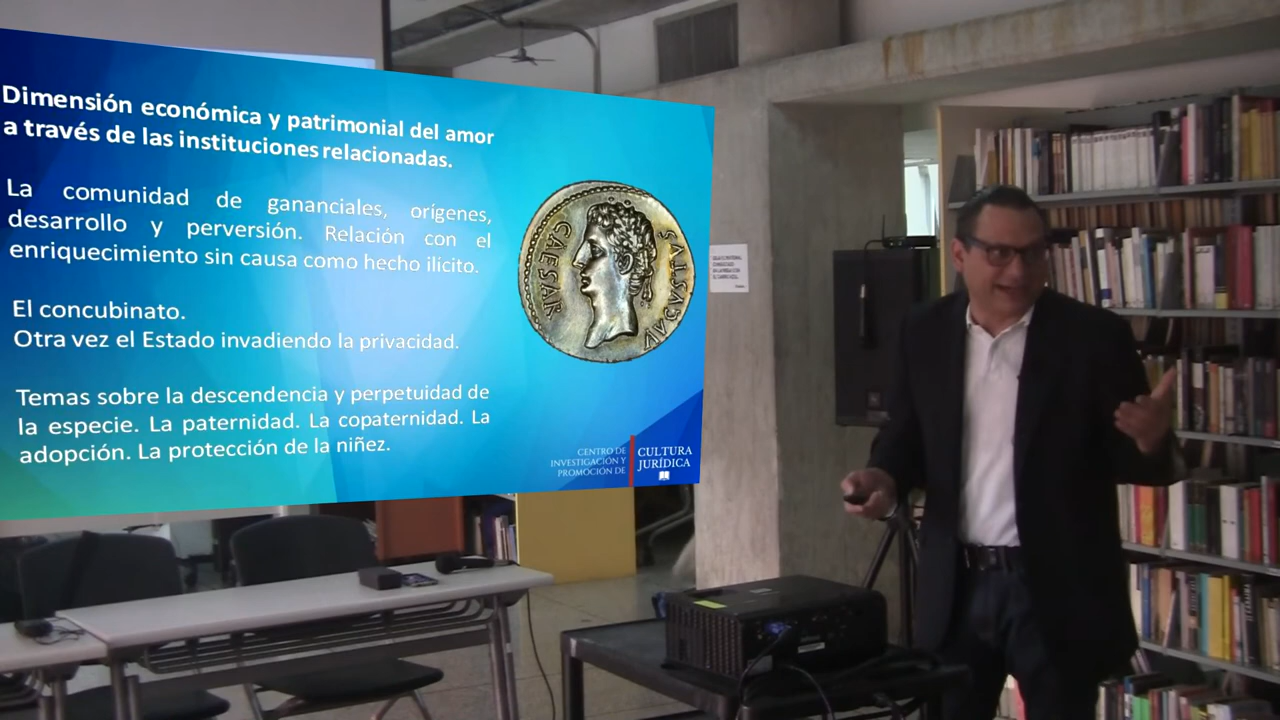 Dimensión económica y patrimonial del amor
a través de las instituciones relacionadas.
La comunidad de gananciales, orígenes,
desarrollo y perversión. Relación con el
enriquecimiento sin causa como hecho ilícito.
El concubinato.
Otra vez el Estado invadiendo la privacidad.
Temas sobre la descendencia y perpetuidad de
la especie. La paternidad. La copaternidad. La
adopción. La protección de la niñez.
CAESAR
AVGVSTVS
CENTRO DE
INVESTIGACIÓN Y
PROMOCIÓN DE
CULTURA
JURÍDICA